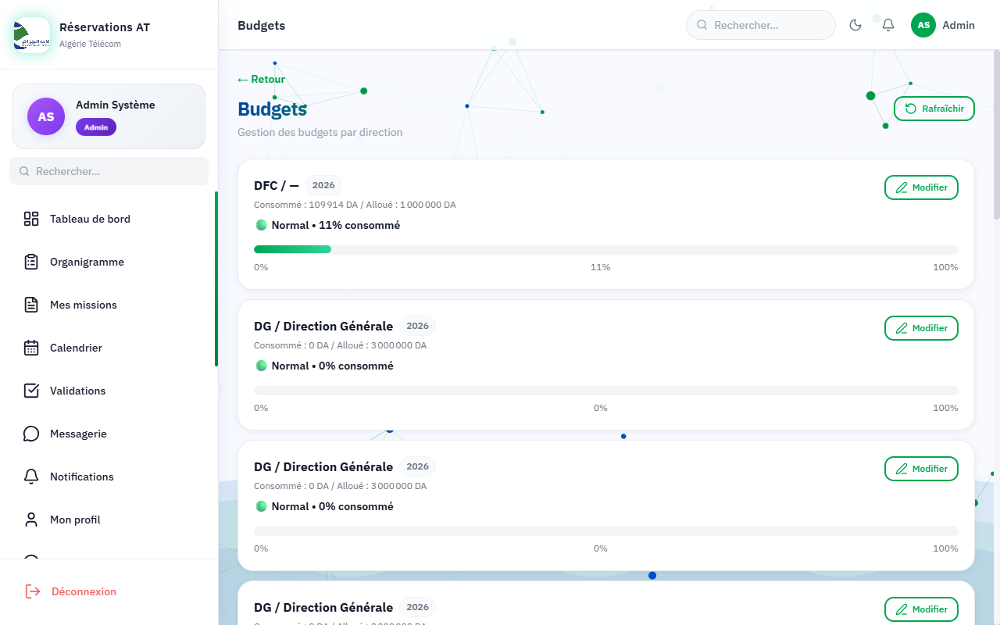 Réservations AT
Algérie Télécom
AS
Admin Système
Admin
Rechercher...
Tableau de bord
Organigramme
Mes missions
Calendrier
Validations
Messagerie
Notifications
Mon profil
Déconnexion
Budgets
Rechercher...
AS
Admin
← Retour
Budgets
Gestion des budgets par direction
Rafraîchir
DFC / —
2026
Modifier
Consommé : 109 914 DA / Alloué : 1 000 000 DA
Normal • 11% consommé
0%
11%
100%
DG / Direction Générale
2026
Modifier
Consommé : 0 DA / Alloué : 3 000 000 DA
Normal • 0% consommé
0%
0%
100%
DG / Direction Générale
2026
Modifier
Consommé : 0 DA / Alloué : 3 000 000 DA
Normal • 0% consommé
0%
0%
100%
DG / Direction Générale
2026
Modifier